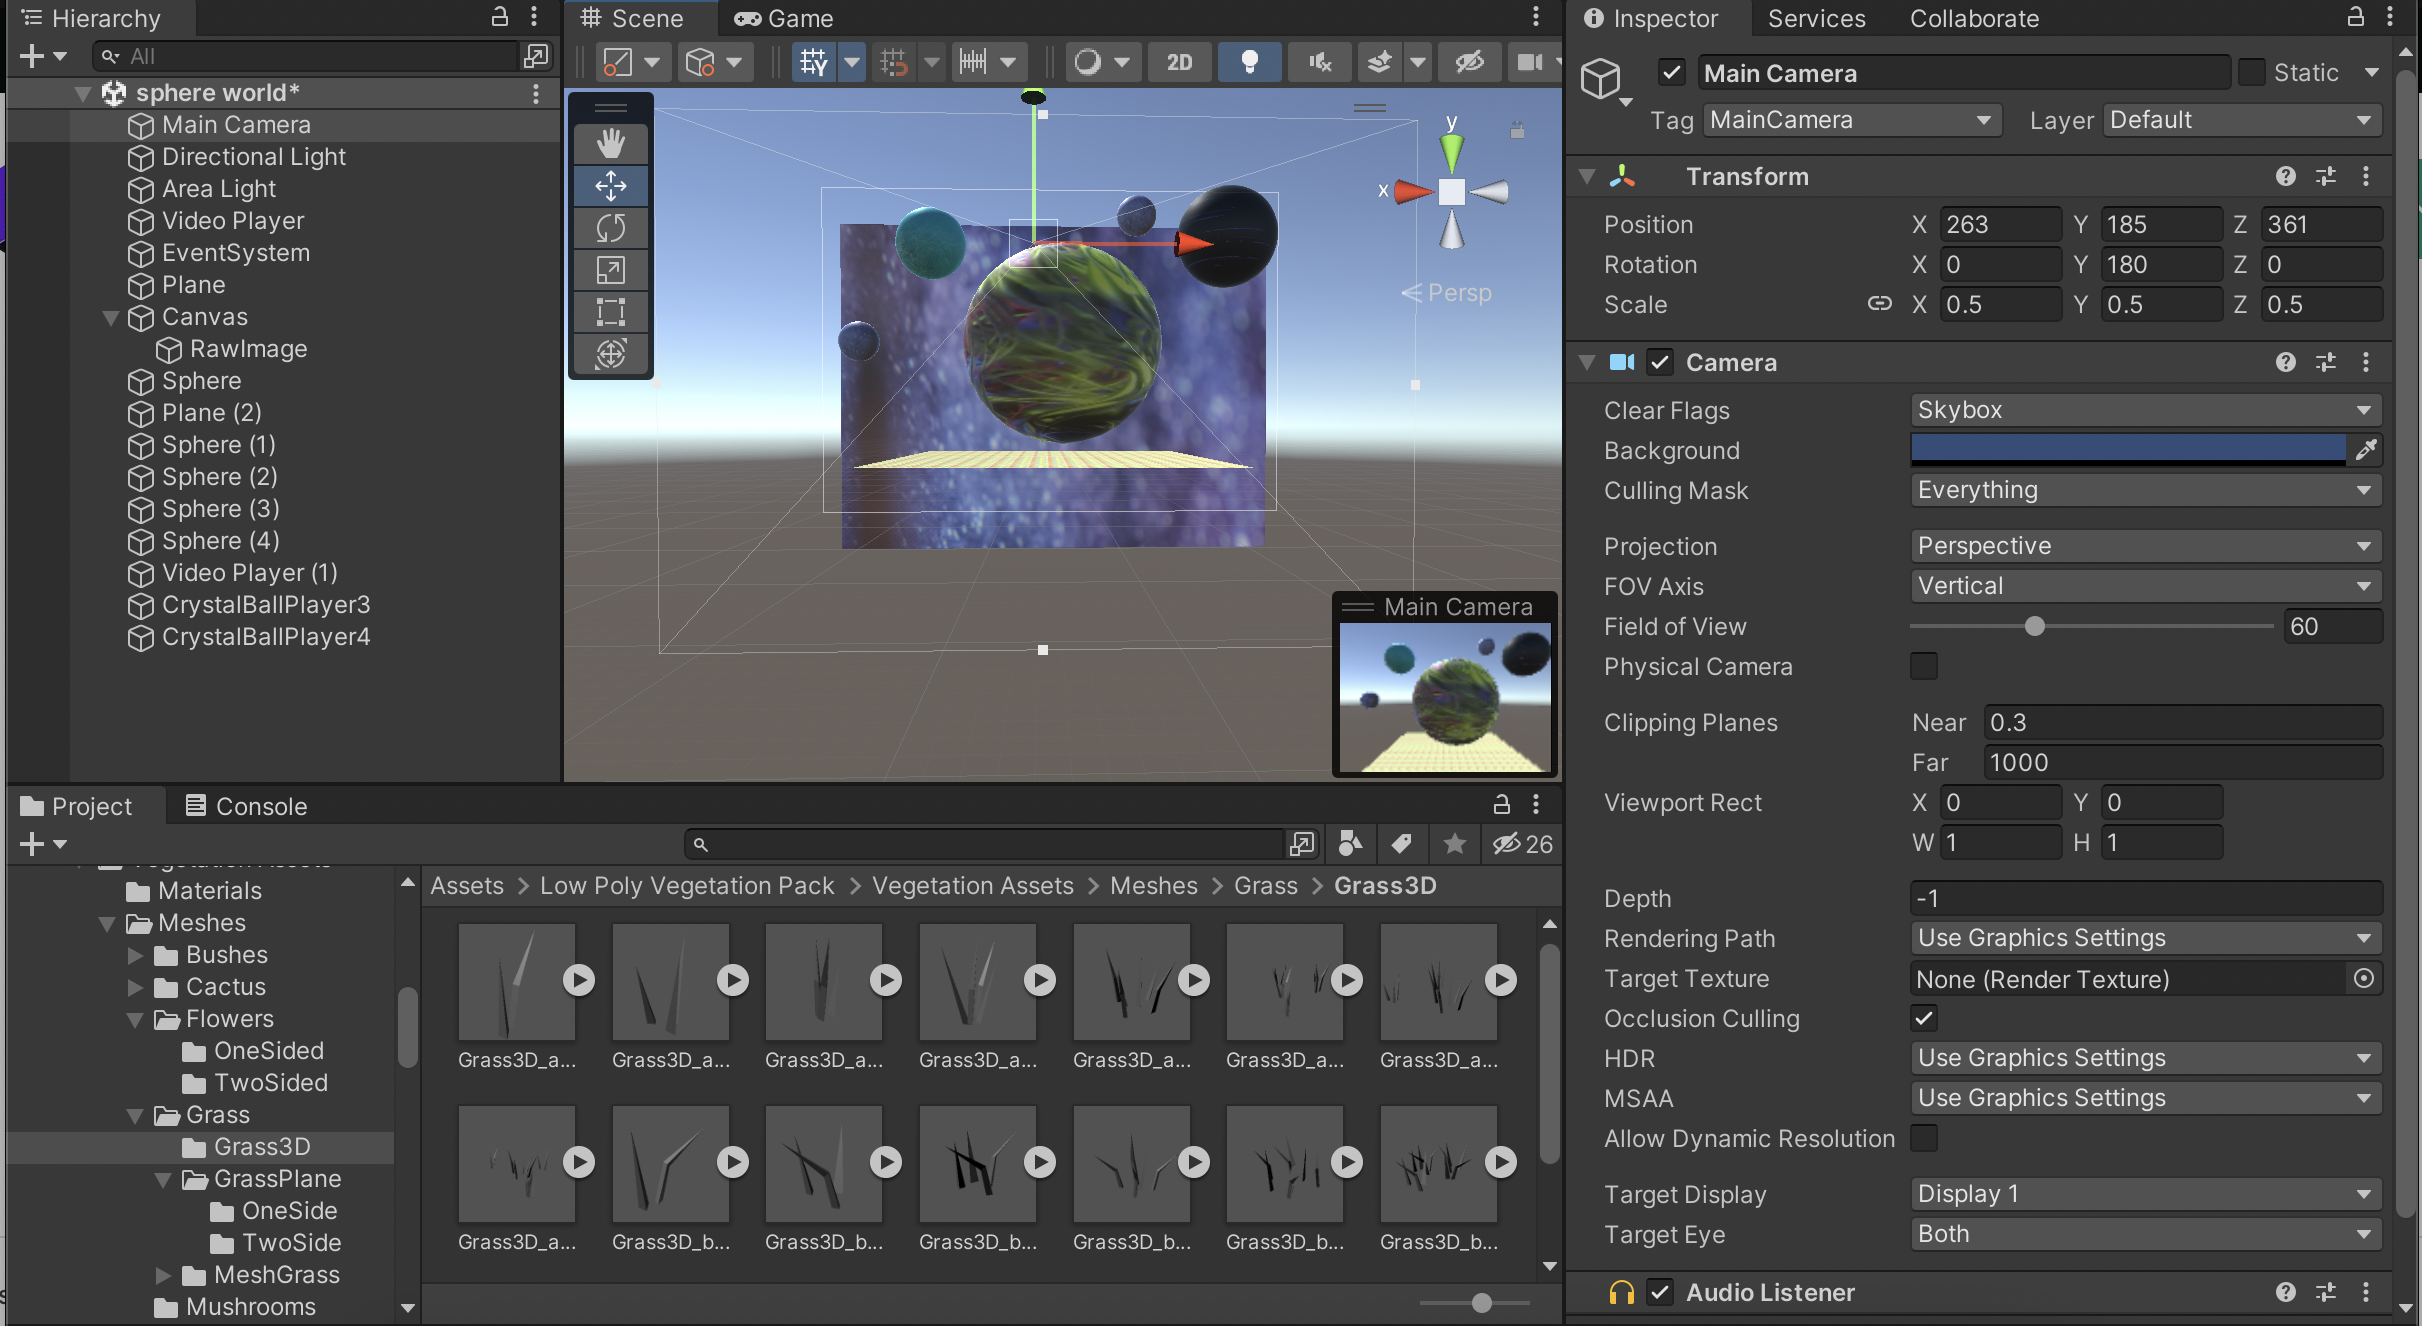 Hierarchy
All
sphere world*
Main Camera
Directional Light
Area Light
Video Player
EventSystem
Plane
Canvas
RawImage
Sphere
Plane (2)
Sphere (1)
Sphere (2)
Sphere (3)
Sphere (4)
Video Player (1)
CrystalBallPlayer3
CrystalBallPlayer4
Scene
Game
2D
y
x
Persp
Main Camera
Inspector
Services
Collaborate
Main Camera
Static
Tag MainCamera Layer Default
Transform
Position X 263 Y 185 Z 361
Rotation X 0 Y 180 Z 0
Scale X 0.5 Y 0.5 Z 0.5
Camera
Clear Flags Skybox
Background
Culling Mask Everything
Projection Perspective
FOV Axis Vertical
Field of View 60
Physical Camera
Clipping Planes Near 0.3
Far 1000
Viewport Rect X 0 Y 0
W 1 H 1
Depth -1
Rendering Path Use Graphics Settings
Target Texture None (Render Texture)
Occlusion Culling
HDR Use Graphics Settings
MSAA Use Graphics Settings
Allow Dynamic Resolution
Target Display Display 1
Target Eye Both
Audio Listener
Project
Console
26
Materials
Meshes
Bushes
Cactus
Flowers
OneSided
TwoSided
Grass
Grass3D
GrassPlane
OneSide
TwoSide
MeshGrass
Mushrooms
Assets > Low Poly Vegetation Pack > Vegetation Assets > Meshes > Grass > Grass3D
Grass3D_a... Grass3D_a... Grass3D_a... Grass3D_a... Grass3D_a... Grass3D_a... Grass3D_a...
Grass3D_a... Grass3D_b... Grass3D_b... Grass3D_b... Grass3D_b... Grass3D_b... Grass3D_b...